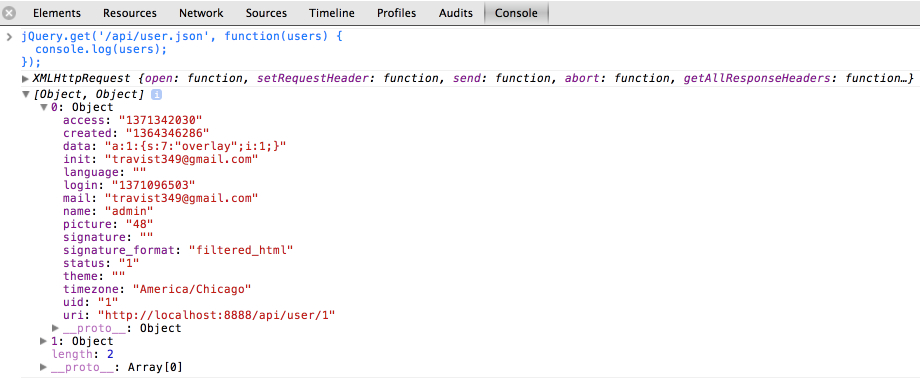 Elements Resources Network Sources Timeline Profiles Audits Console
jQuery.get('/api/user.json', function(users) {
console.log(users);
});
XMLHttpRequest {open: function, setRequestHeader: function, send: function, abort: function, getAllResponseHeaders: function…}
[Object, Object]
0: Object
access: "1371342030"
created: "1364346286"
data: "a:1:{s:7:"overlay";i:1;}"
init: "travist349@gmail.com"
language: ""
login: "1371096503"
mail: "travist349@gmail.com"
name: "admin"
picture: "48"
signature: ""
signature_format: "filtered_html"
status: "1"
theme: ""
timezone: "America/Chicago"
uid: "1"
uri: "http://localhost:8888/api/user/1"
__proto__: Object
1: Object
length: 2
__proto__: Array[0]